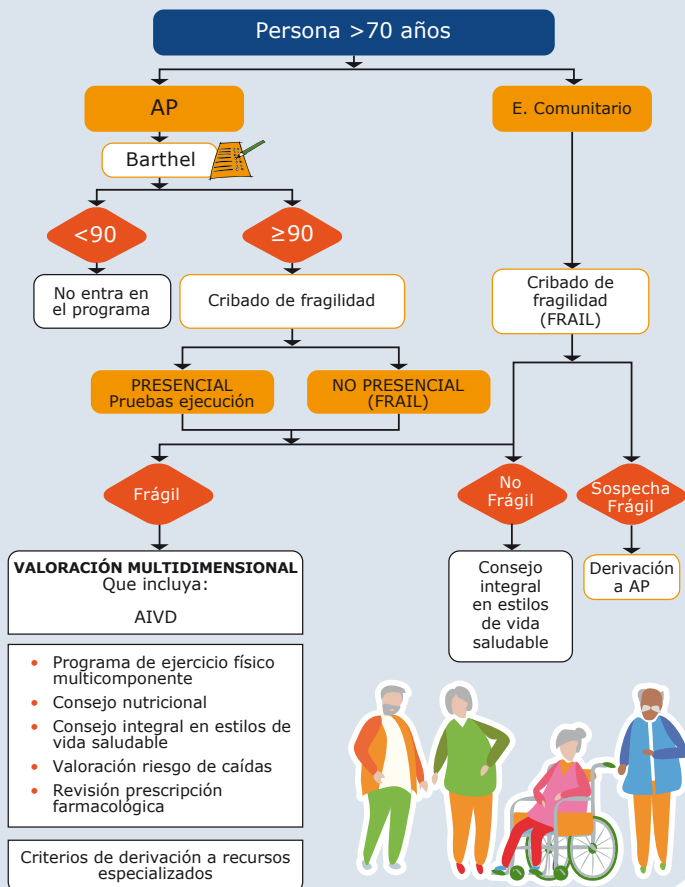 Persona >70 años
AP
E. Comunitario
Barthel
<90
≥90
No entra en
el programa
Cribado de fragilidad
Cribado de
fragilidad
(FRAIL)
PRESENCIAL
Pruebas ejecución
NO PRESENCIAL
(FRAIL)
Frágil
No
Frágil
Sospecha
Frágil
VALORACIÓN MULTIDIMENSIONAL
Que incluya:
AIVD
Consejo
integral
en estilos
de vida
saludable
Derivación
a AP
• Programa de ejercicio físico
multicomponente
• Consejo nutricional
• Consejo integral en estilos de
vida saludable
• Valoración riesgo de caídas
• Revisión prescripción
farmacológica
Criterios de derivación a recursos
especializados